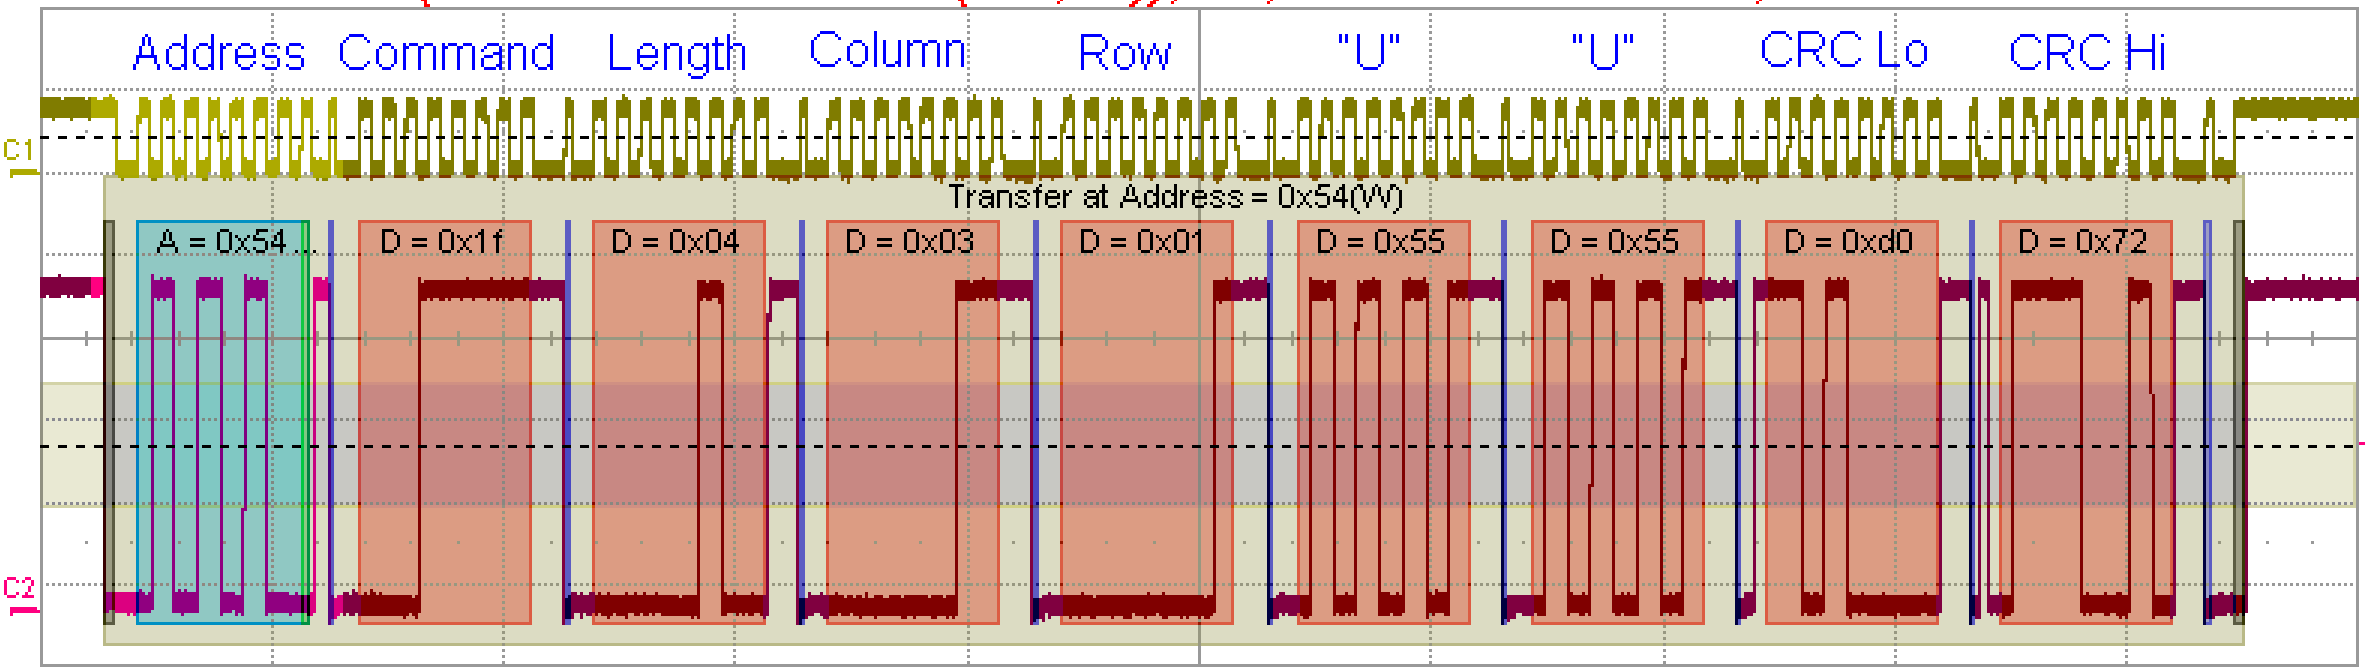 Address Command Length Column Row "U" "U" CRC Lo CRC Hi
C1
Transfer at Address = 0x54(W)
A = 0x54 ... D = 0x1f D = 0x04 D = 0x03 D = 0x01 D = 0x55 D = 0x55 D = 0xd0 D = 0x72
C2